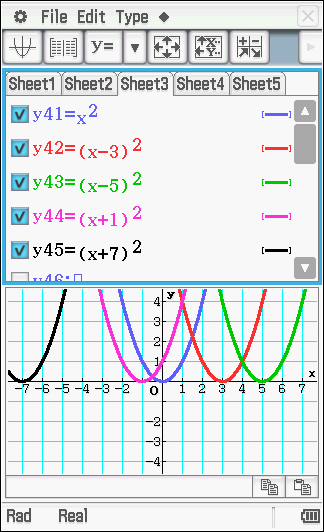 File Edit Type
Y=
Sheet1 Sheet2 Sheet3 Sheet4 Sheet5
y41=x²
y42=(x-3)²
y43=(x-5)²
y44=(x+1)²
y45=(x+7)²
y46:
y
4
3
2
1
x
-7 -6 -5 -4 -3 -2 -1 O 1 2 3 4 5 6 7
-1
-2
-3
-4
Rad Real